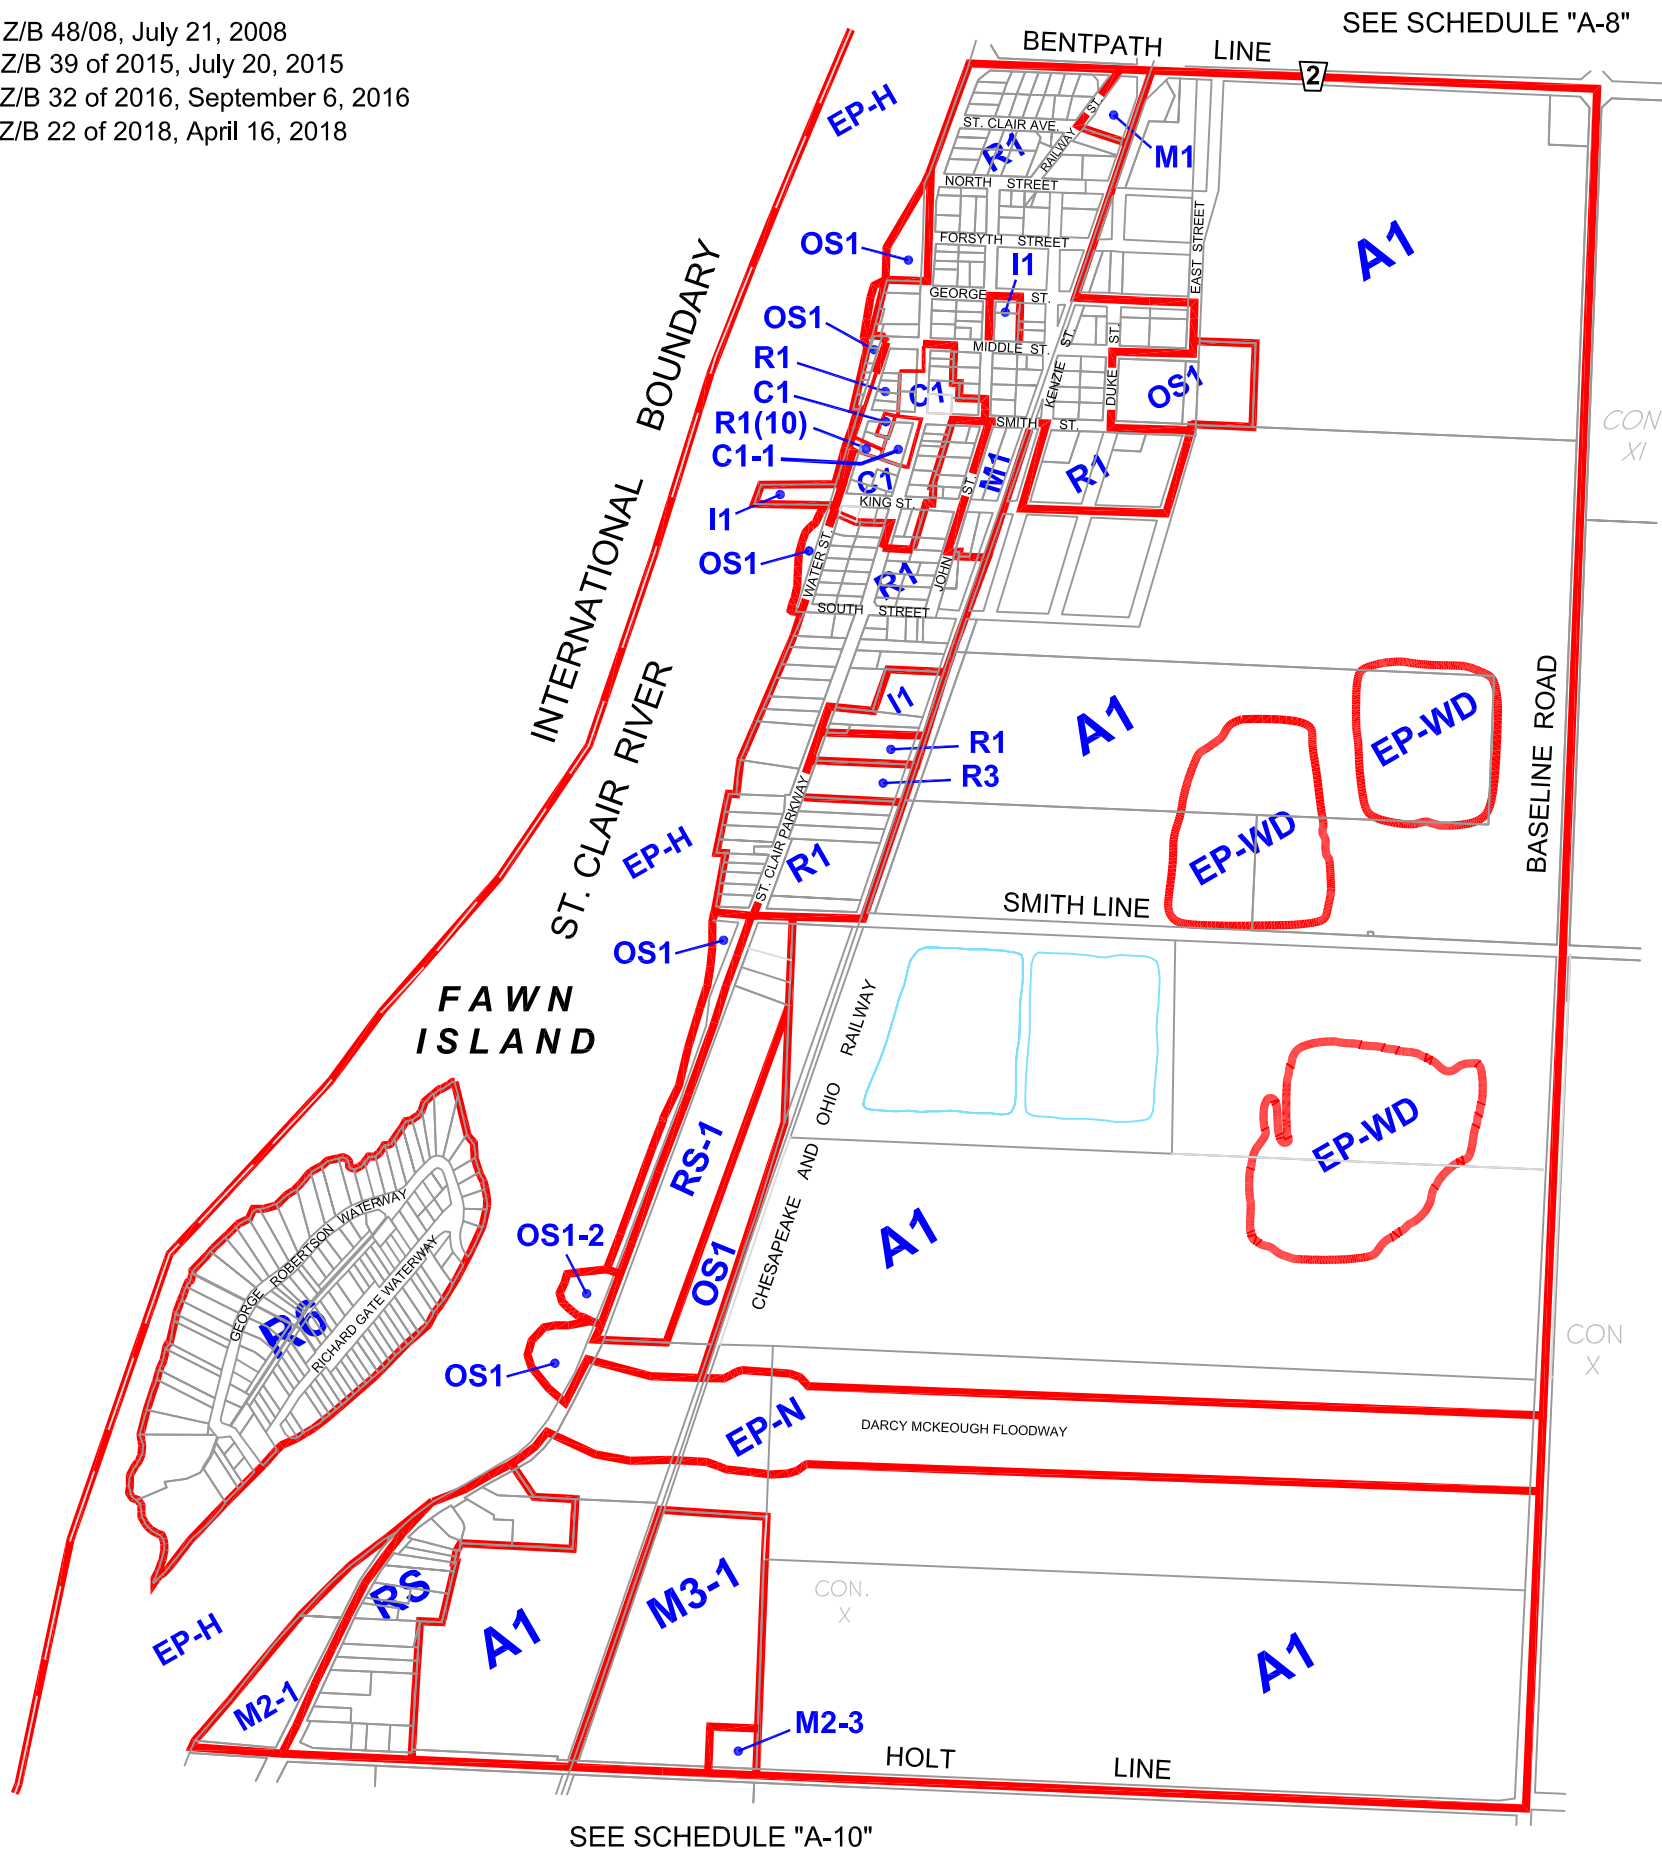 Z/B 48/08, July 21, 2008
Z/B 39 of 2015, July 20, 2015
Z/B 32 of 2016, September 6, 2016
Z/B 22 of 2018, April 16, 2018
SEE SCHEDULE "A-8"
BENTPATH LINE
2
EP-H
ST. CLAIR AVE.
R1
RAILWAY ST.
M1
NORTH STREET
FORSYTH STREET
EAST STREET
A1
OS1
I1
GEORGE ST.
OS1
MIDDLE ST.
R1
C1
C1
R1(10)
C1-1
C1
KENZIE ST.
DUKE ST.
OS1
SMITH ST.
M1
R1
CON
XI
KING ST.
I1
OS1
WATER ST.
R1
JOHN ST.
SOUTH STREET
INTERNATIONAL BOUNDARY
ST. CLAIR RIVER
I1
A1
R1
R3
EP-WD
EP-WD
BASELINE ROAD
EP-H
ST. CLAIR PARKWAY
R1
SMITH LINE
OS1
FAWN
ISLAND
CHESAPEAKE AND OHIO RAILWAY
EP-WD
RS-1
OS1
A1
OS1-2
GEORGE ROBERTSON WATERWAY
RICHARD GATE WATERWAY
R6
OS1
CON
X
EP-N
DARCY MCKEOUGH FLOODWAY
RS
M3-1
CON.
X
A1
A1
EP-H
M2-1
M2-3
HOLT LINE
SEE SCHEDULE "A-10"